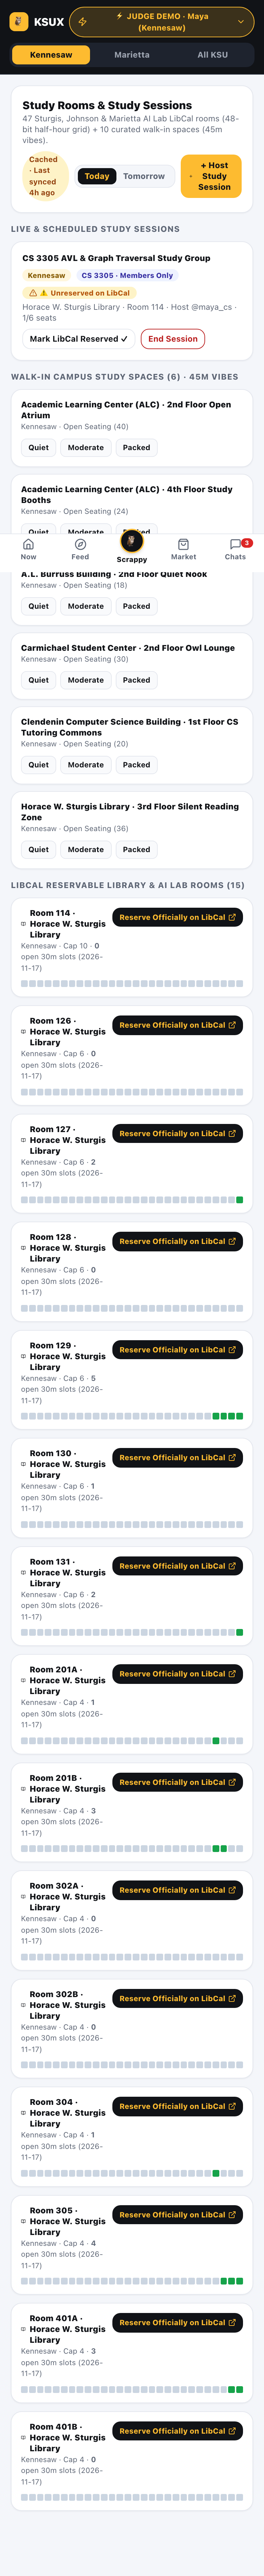 KSUX
⚡ JUDGE DEMO · Maya
(Kennesaw)
Kennesaw
Marietta
All KSU
Study Rooms & Study Sessions
47 Sturgis, Johnson & Marietta AI Lab LibCal rooms (48-
bit half-hour grid) + 10 curated walk-in spaces (45m
vibes).
Cached
· Last
synced
4h ago
Today
Tomorrow
+ Host
Study
Session
LIVE & SCHEDULED STUDY SESSIONS
CS 3305 AVL & Graph Traversal Study Group
Kennesaw
CS 3305 · Members Only
⚠️ Unreserved on LibCal
Horace W. Sturgis Library · Room 114 · Host @maya_cs ·
1/6 seats
Mark LibCal Reserved ✓
End Session
WALK-IN CAMPUS STUDY SPACES (6) · 45M VIBES
Academic Learning Center (ALC) · 2nd Floor Open
Atrium
Kennesaw · Open Seating (40)
Quiet
Moderate
Packed
Academic Learning Center (ALC) · 4th Floor Study
Booths
Kennesaw · Open Seating (24)
Quiet
Moderate
Packed
Now
Feed
Scrappy
Market
Chats
3
A.L. Burruss Building · 2nd Floor Quiet Nook
Kennesaw · Open Seating (18)
Quiet
Moderate
Packed
Carmichael Student Center · 2nd Floor Owl Lounge
Kennesaw · Open Seating (30)
Quiet
Moderate
Packed
Clendenin Computer Science Building · 1st Floor CS
Tutoring Commons
Kennesaw · Open Seating (20)
Quiet
Moderate
Packed
Horace W. Sturgis Library · 3rd Floor Silent Reading
Zone
Kennesaw · Open Seating (36)
Quiet
Moderate
Packed
LIBCAL RESERVABLE LIBRARY & AI LAB ROOMS (15)
Room 114 ·
Horace W. Sturgis
Library
Kennesaw · Cap 10 · 0
open 30m slots (2026-
11-17)
Reserve Officially on LibCal
Room 126 ·
Horace W. Sturgis
Library
Kennesaw · Cap 6 · 0
open 30m slots (2026-
11-17)
Reserve Officially on LibCal
Room 127 ·
Horace W. Sturgis
Library
Kennesaw · Cap 6 · 2
open 30m slots (2026-
11-17)
Reserve Officially on LibCal
Room 128 ·
Horace W. Sturgis
Library
Kennesaw · Cap 6 · 0
open 30m slots (2026-
11-17)
Reserve Officially on LibCal
Room 129 ·
Horace W. Sturgis
Library
Kennesaw · Cap 6 · 5
open 30m slots (2026-
11-17)
Reserve Officially on LibCal
Room 130 ·
Horace W. Sturgis
Library
Kennesaw · Cap 6 · 1
open 30m slots (2026-
11-17)
Reserve Officially on LibCal
Room 131 ·
Horace W. Sturgis
Library
Kennesaw · Cap 6 · 2
open 30m slots (2026-
11-17)
Reserve Officially on LibCal
Room 201A ·
Horace W. Sturgis
Library
Kennesaw · Cap 4 · 1
open 30m slots (2026-
11-17)
Reserve Officially on LibCal
Room 201B ·
Horace W. Sturgis
Library
Kennesaw · Cap 4 · 3
open 30m slots (2026-
11-17)
Reserve Officially on LibCal
Room 302A ·
Horace W. Sturgis
Library
Kennesaw · Cap 4 · 0
open 30m slots (2026-
11-17)
Reserve Officially on LibCal
Room 302B ·
Horace W. Sturgis
Library
Kennesaw · Cap 4 · 0
open 30m slots (2026-
11-17)
Reserve Officially on LibCal
Room 304 ·
Horace W. Sturgis
Library
Kennesaw · Cap 4 · 1
open 30m slots (2026-
11-17)
Reserve Officially on LibCal
Room 305 ·
Horace W. Sturgis
Library
Kennesaw · Cap 4 · 4
open 30m slots (2026-
11-17)
Reserve Officially on LibCal
Room 401A ·
Horace W. Sturgis
Library
Kennesaw · Cap 4 · 3
open 30m slots (2026-
11-17)
Reserve Officially on LibCal
Room 401B ·
Horace W. Sturgis
Library
Kennesaw · Cap 4 · 0
open 30m slots (2026-
11-17)
Reserve Officially on LibCal